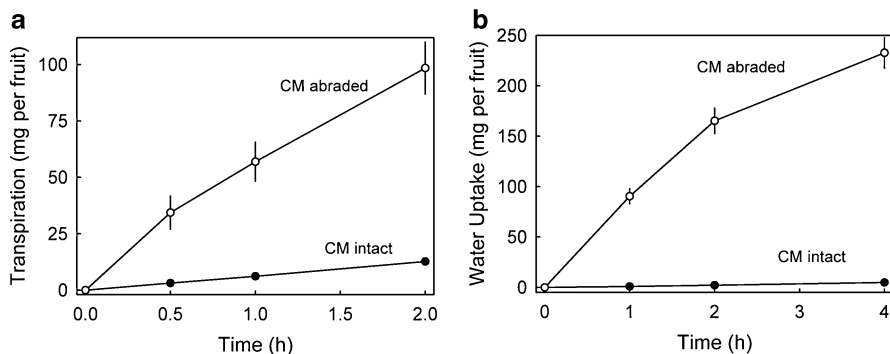 a
Transpiration (mg per fruit)
100
75
50
25
0
CM abraded
CM intact
0.0 0.5 1.0 1.5 2.0
Time (h)
b
Water Uptake (mg per fruit)
250
200
150
100
50
0
CM abraded
CM intact
0 1 2 3 4
Time (h)